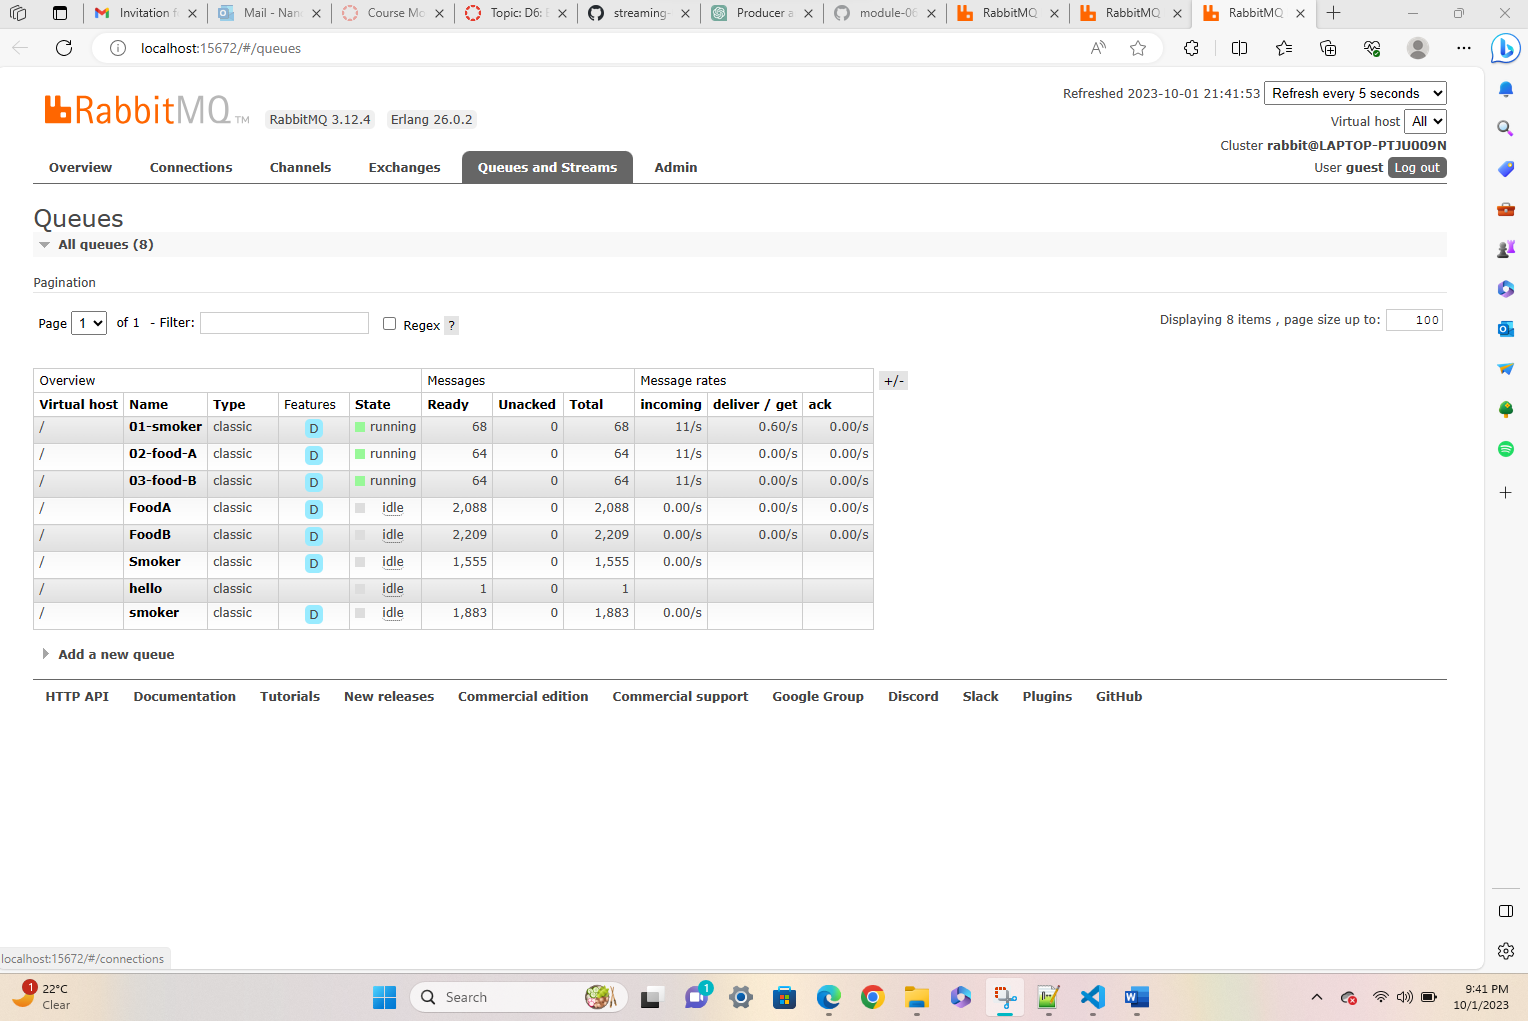 Invitation f
Mail - Nan
Course Mo
Topic: D6: E
streaming-
Producer a
module-06
RabbitMQ
RabbitMQ
RabbitMQ
localhost:15672/#/queues
RabbitMQ TM
RabbitMQ 3.12.4
Erlang 26.0.2
Refreshed 2023-10-01 21:41:53 Refresh every 5 seconds
Virtual host All
Cluster rabbit@LAPTOP-PTJU009N
User guest Log out
Overview Connections Channels Exchanges Queues and Streams Admin
Queues
All queues (8)
Pagination
Page 1 of 1 - Filter: Regex ?
Displaying 8 items , page size up to: 100
Overview Messages Message rates +/-
Virtual host Name Type Features State Ready Unacked Total incoming deliver / get ack
/ 01-smoker classic D running 68 0 68 11/s 0.60/s 0.00/s
/ 02-food-A classic D running 64 0 64 11/s 0.00/s 0.00/s
/ 03-food-B classic D running 64 0 64 11/s 0.00/s 0.00/s
/ FoodA classic D idle 2,088 0 2,088 0.00/s 0.00/s 0.00/s
/ FoodB classic D idle 2,209 0 2,209 0.00/s 0.00/s 0.00/s
/ Smoker classic D idle 1,555 0 1,555 0.00/s
/ hello classic idle 1 0 1
/ smoker classic D idle 1,883 0 1,883 0.00/s
Add a new queue
HTTP API Documentation Tutorials New releases Commercial edition Commercial support Google Group Discord Slack Plugins GitHub
localhost:15672/#/connections
1
22°C
Clear
Search
1
9:41 PM
10/1/2023